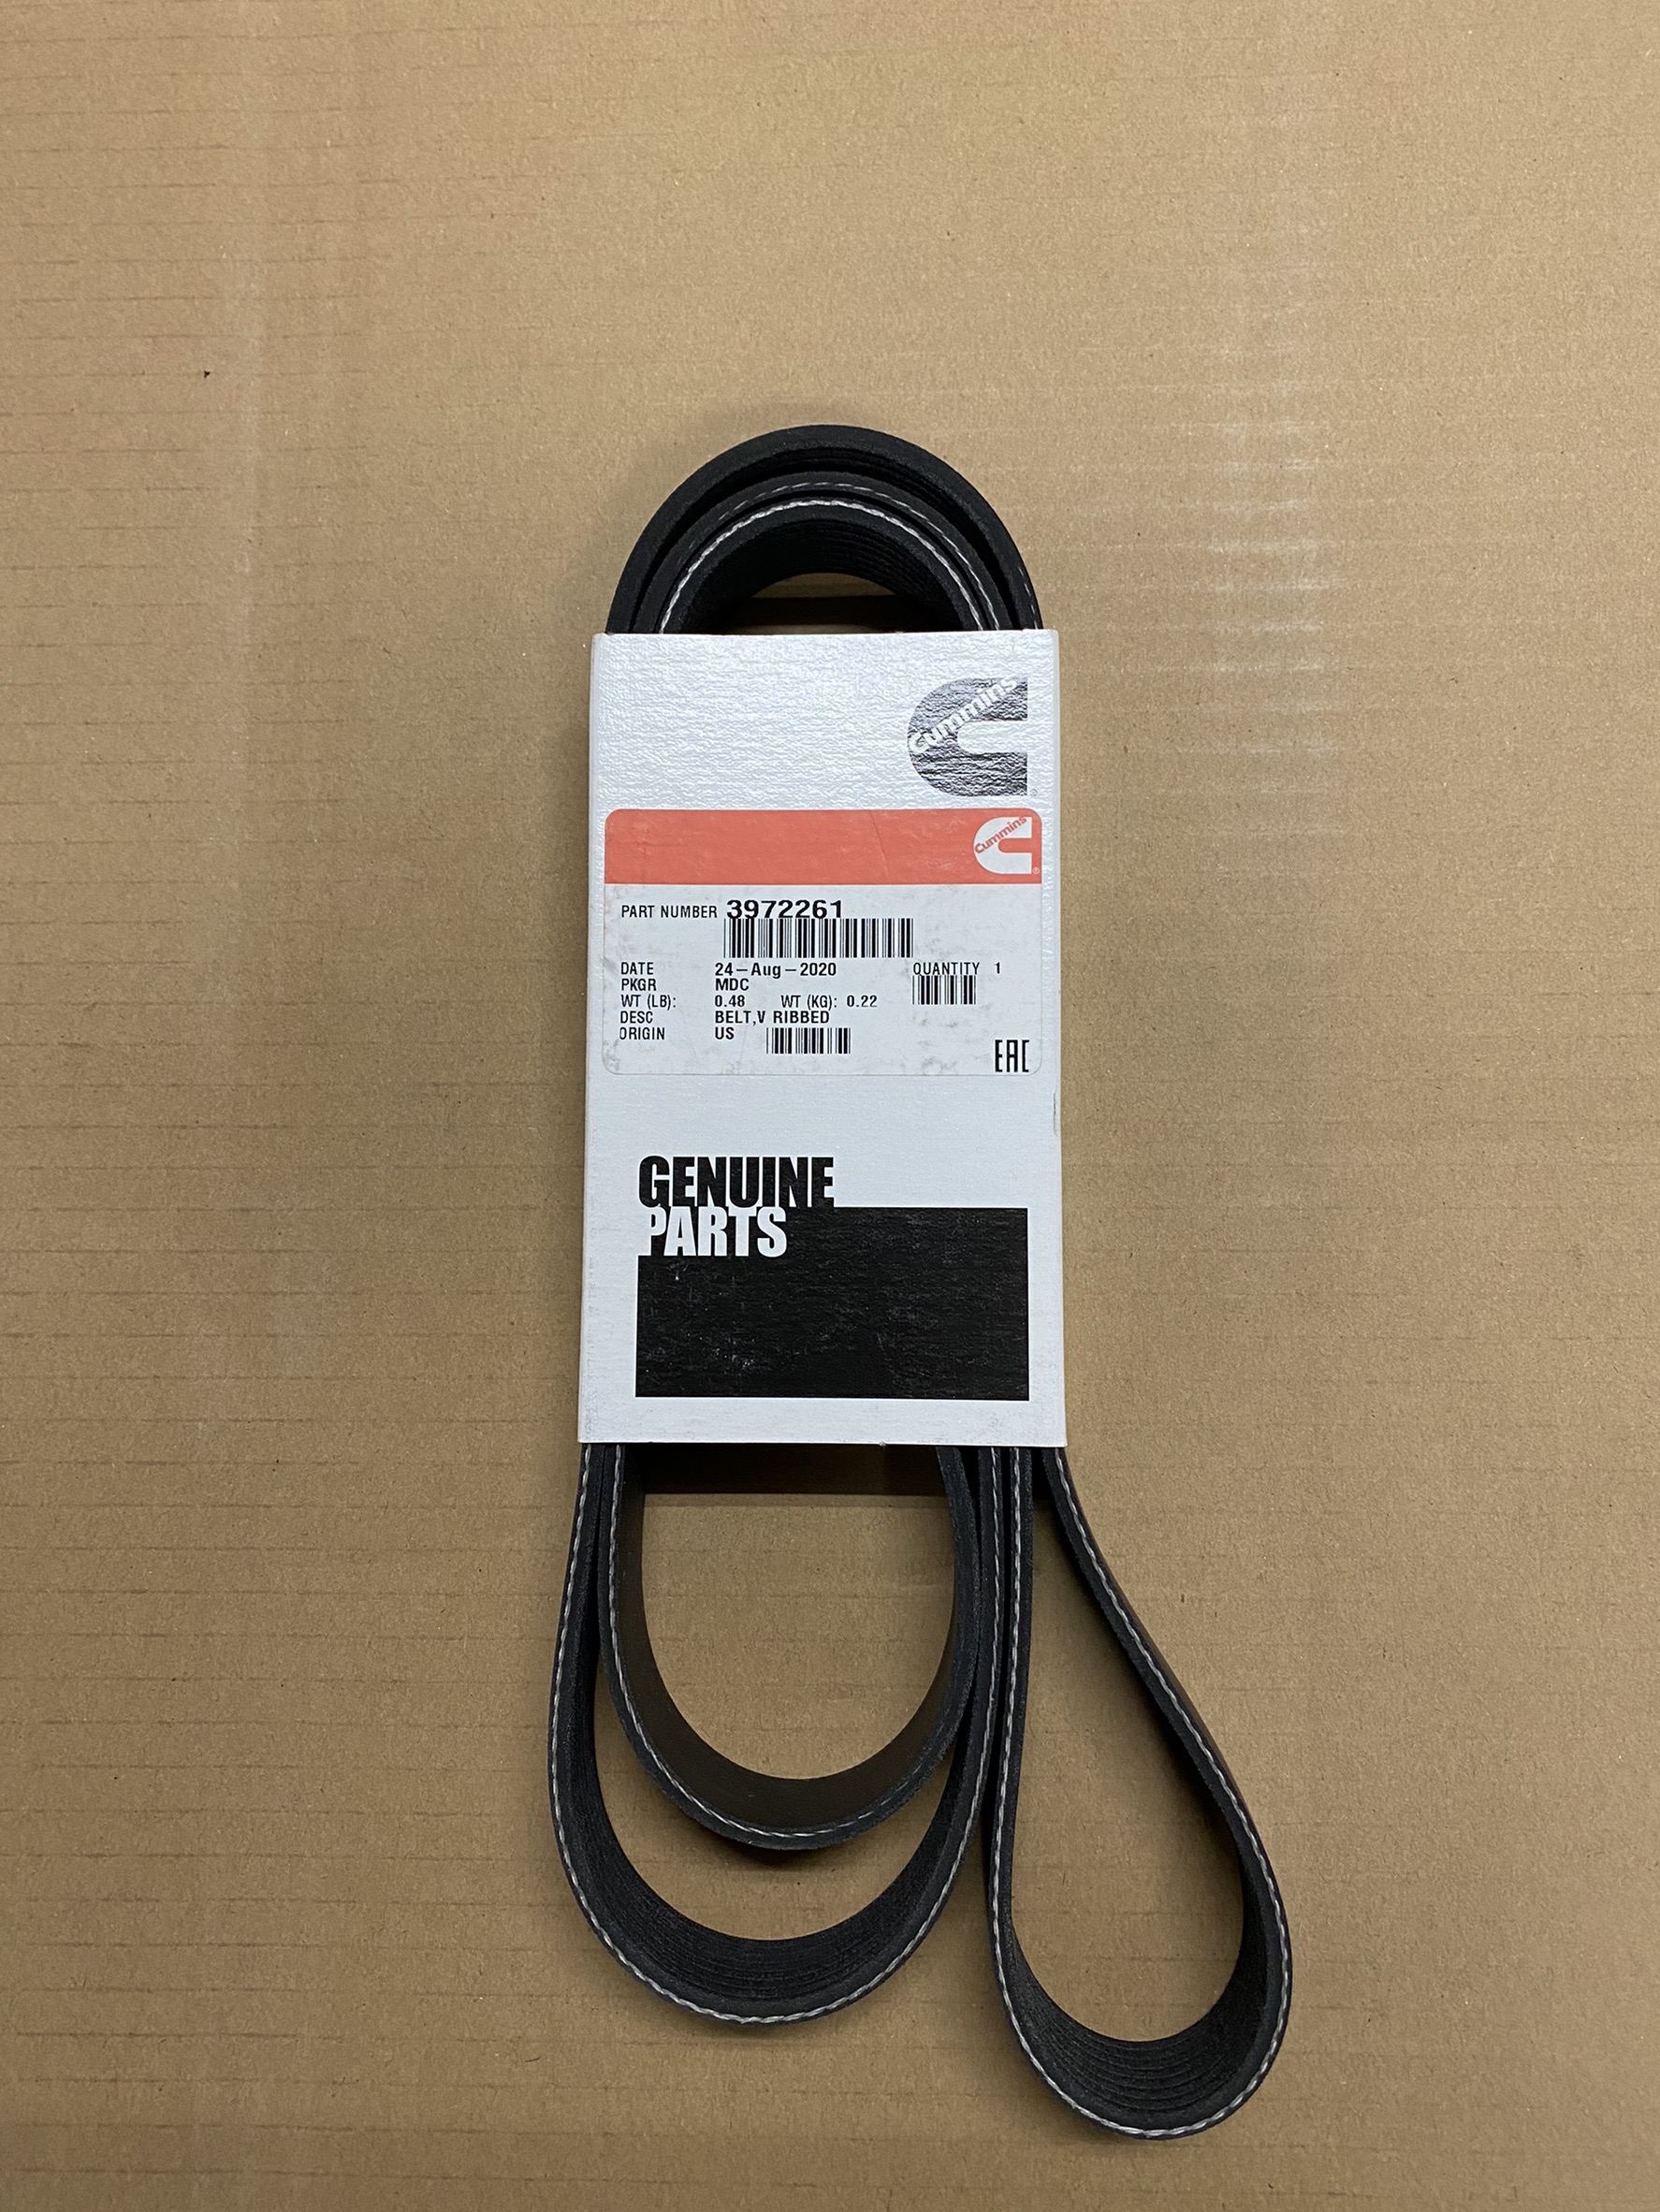 Cummins
®
Cummins
®
PART NUMBER 3972261
DATE 24-Aug-2020 QUANTITY 1
PKGR MDC
WT (LB): 0.48 WT (KG): 0.22
DESC BELT,V RIBBED
ORIGIN US
EAC
GENUINE
PARTS